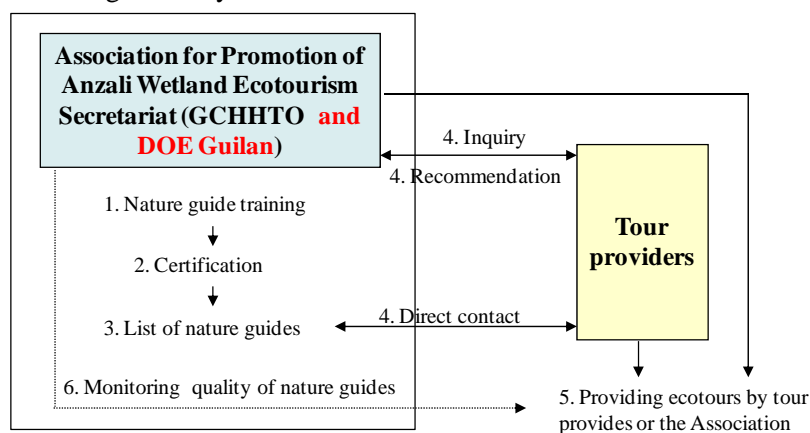 Association for Promotion of
Anzali Wetland Ecotourism
Secretariat (GCHHTO and
DOE Guilan)
4. Inquiry
4. Recommendation
1. Nature guide training
2. Certification
3. List of nature guides
4. Direct contact
Tour
providers
6. Monitoring quality of nature guides
5. Providing ecotours by tour
provides or the Association